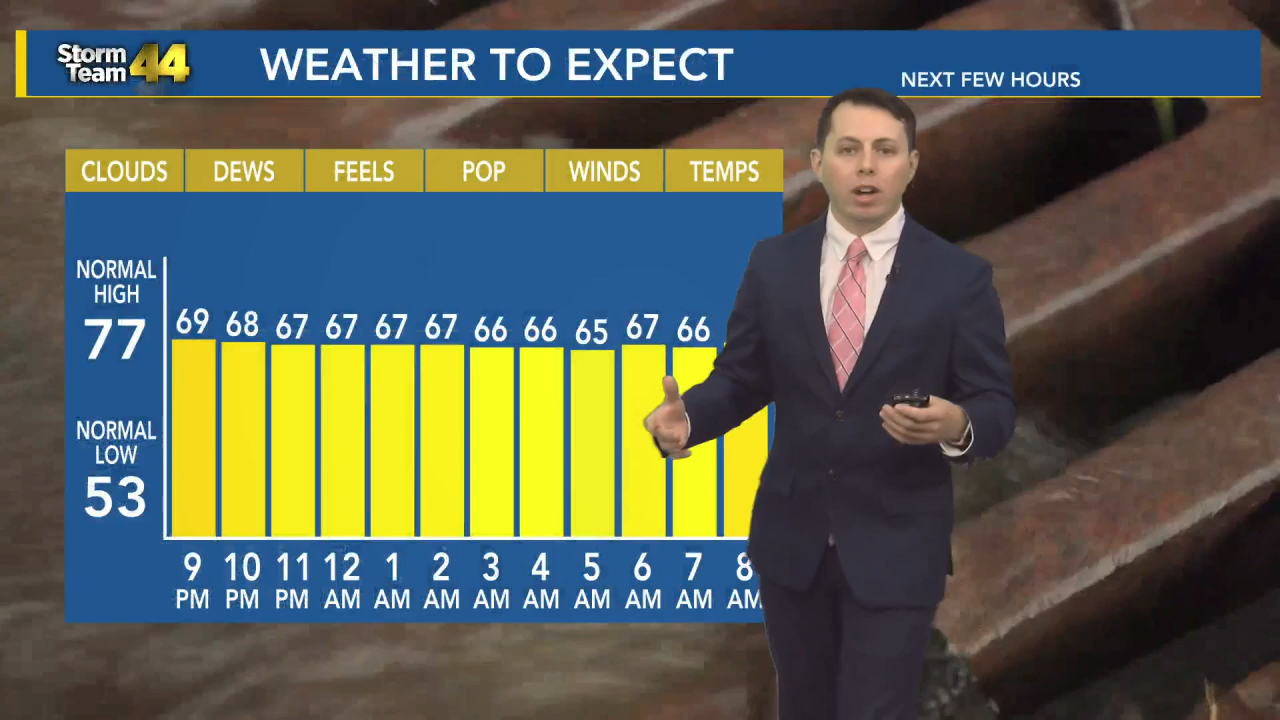 Storm
Team 44
WEATHER TO EXPECT
NEXT FEW HOURS
CLOUDS DEWS FEELS POP WINDS TEMPS
NORMAL
HIGH
77
NORMAL
LOW
53
69 68 67 67 67 67 66 66 65 67 66
9 10 11 12 1 2 3 4 5 6 7 8
PM PM PM AM AM AM AM AM AM AM AM AM